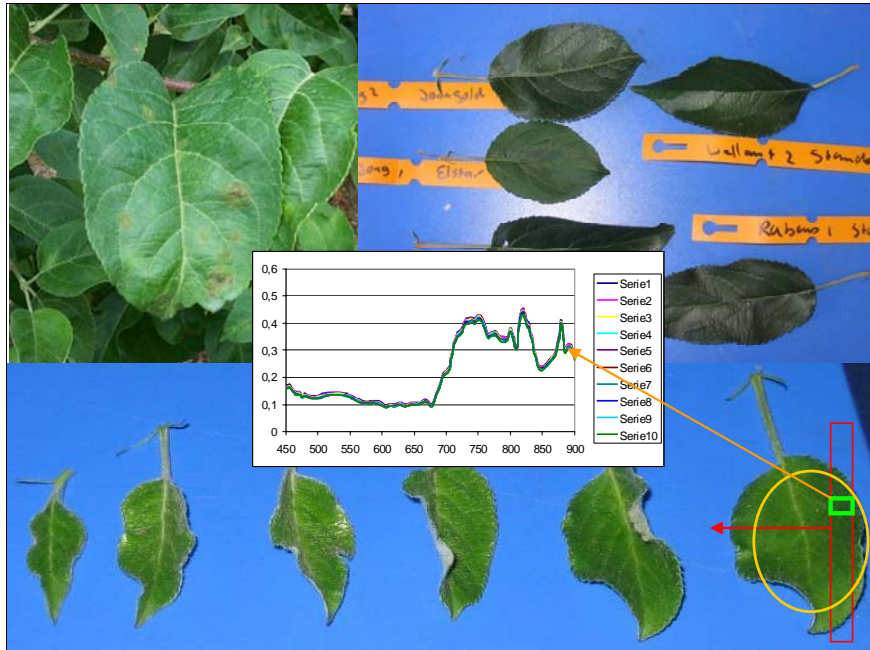 Jonagold
Elstar
Wellant 2 Standa
Rubens 1 Sta
0,6
0,5
0,4
0,3
0,2
0,1
0
450 500 550 600 650 700 750 800 850 900
Serie1
Serie2
Serie3
Serie4
Serie5
Serie6
Serie7
Serie8
Serie9
Serie10